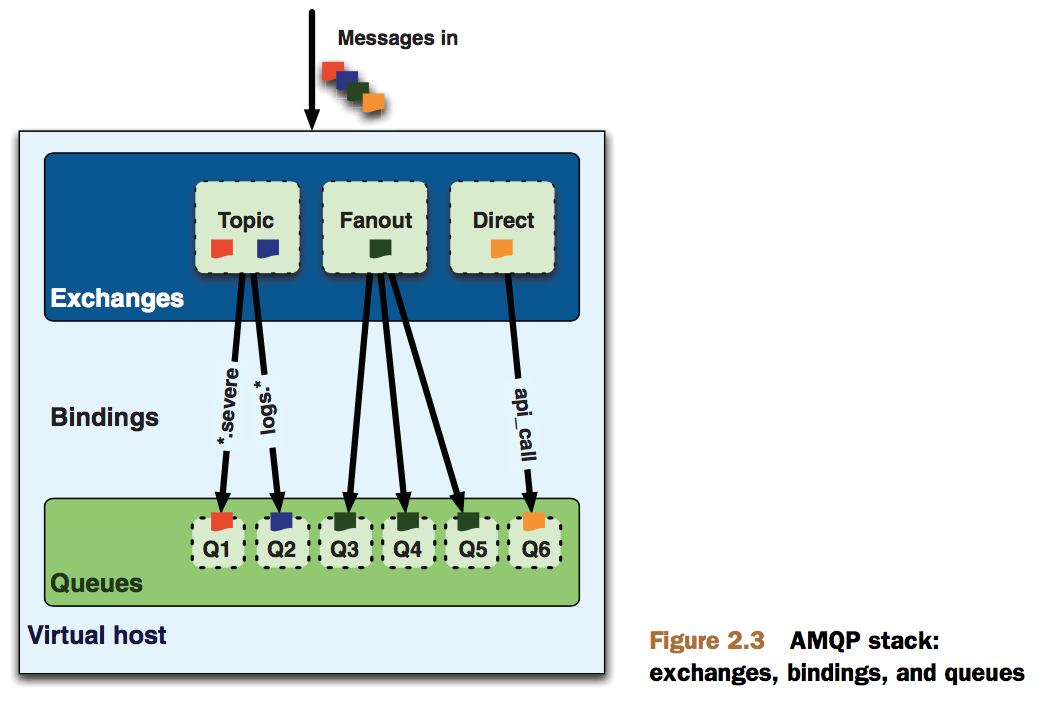 Messages in
Topic
Fanout
Direct
Exchanges
Bindings
*.severe
logs.*
api_call
Q1
Q2
Q3
Q4
Q5
Q6
Queues
Virtual host
Figure 2.3 AMQP stack:
exchanges, bindings, and queues